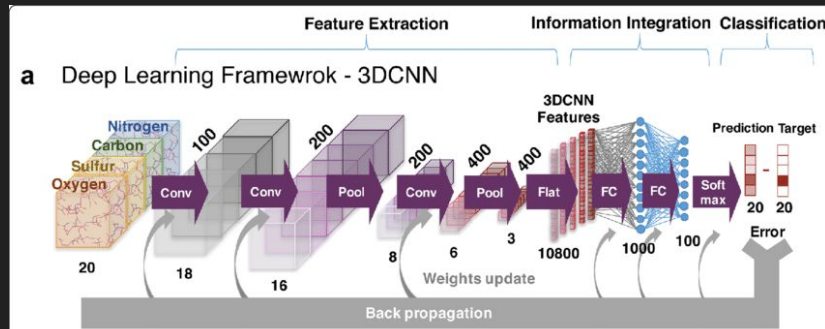 Feature Extraction Information Integration Classification
a Deep Learning Framewrok - 3DCNN
Nitrogen
Carbon
Sulfur
Oxygen
100
200
200
400
400
3DCNN
Features
Prediction Target
Conv Conv Pool Conv Pool Flat FC FC Soft
max
-
20 18 16 8 6 3 10800 1000 100 20 20
Error
Weights update
Back propagation